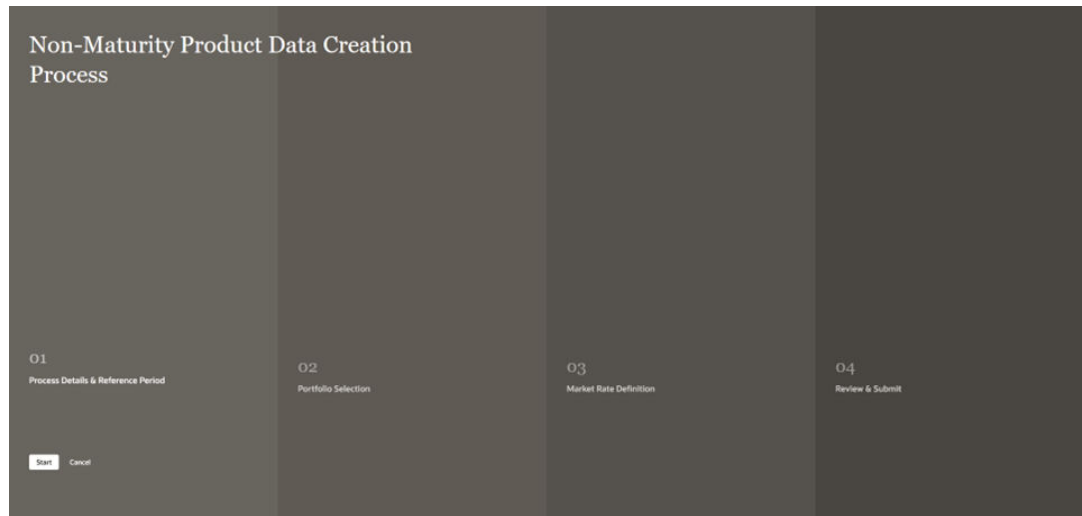 Non-Maturity Product Data Creation
Process
01
Process Details & Reference Period
02
Portfolio Selection
03
Market Rate Definition
04
Review & Submit
Start
Cancel